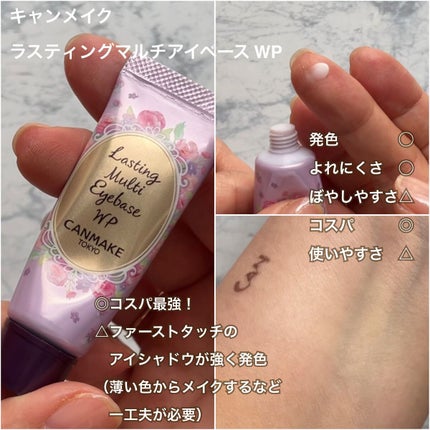 キャンメイク
ラスティングマルチアイベース WP
Lasting
Multi
Eyebase
WP
CANMAKE
TOKYO
発色 ◯
よれにくさ ◯
ぼやしやすさ△
コスパ ◎
使いやすさ △
CAN
◎コスパ最強！
△ファーストタッチの
アイシャドウが強く発色
（薄い色からメイクするなど
一工夫が必要）